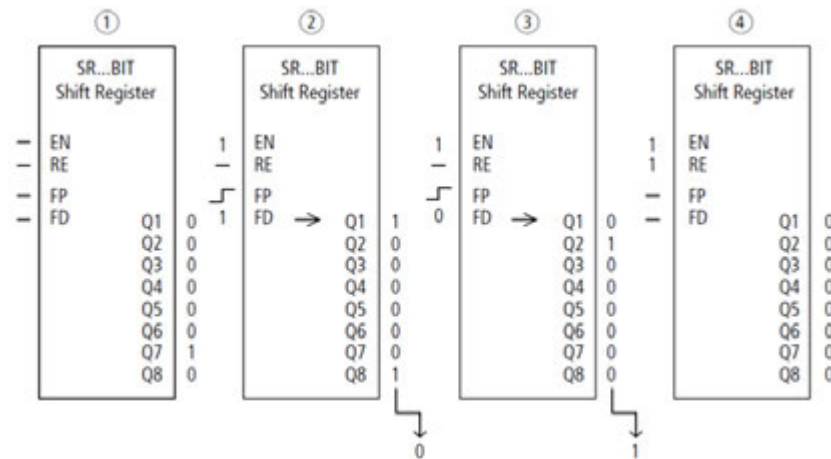 ① ② ③ ④
SR...BIT SR...BIT SR...BIT SR...BIT
Shift Register Shift Register Shift Register Shift Register
– EN 1 EN 1 EN 1 EN
– RE – RE – RE 1 RE
– FP FP FP – FP
– FD Q1 0 1 FD → Q1 1 0 FD → Q1 0 – FD Q1 0
Q2 0 Q2 0 Q2 1 Q2 0
Q3 0 Q3 0 Q3 0 Q3 0
Q4 0 Q4 0 Q4 0 Q4 0
Q5 0 Q5 0 Q5 0 Q5 0
Q6 0 Q6 0 Q6 0 Q6 0
Q7 1 Q7 0 Q7 0 Q7 0
Q8 0 Q8 1 Q8 0 Q8 0
0 1